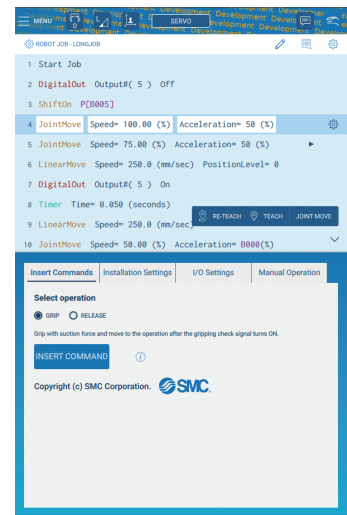 MENU
0
SERVO
ROBOT JOB - LONGJOB
1 Start Job
2 DigitalOut Output#( 5 ) Off
3 ShiftOn P[B005]
4 JointMove Speed= 100.00 (%) Acceleration= 50 (%)
5 JointMove Speed= 75.00 (%) Acceleration= 50 (%)
6 LinearMove Speed= 250.0 (mm/sec) PositionLevel= 0
7 DigitalOut Output#( 5 ) On
8 Timer Time= 0.050 (seconds)
9 LinearMove Speed= 250.0 (mm/sec)
RE-TEACH TEACH JOINT MOVE
10 JointMove Speed= 50.00 (%) Acceleration= B000(%)
Insert Commands Installation Settings I/O Settings Manual Operation
Select operation
GRIP RELEASE
Grip with suction force and move to the operation after the gripping check signal turns ON.
INSERT COMMAND
Copyright (c) SMC Corporation. SMC.